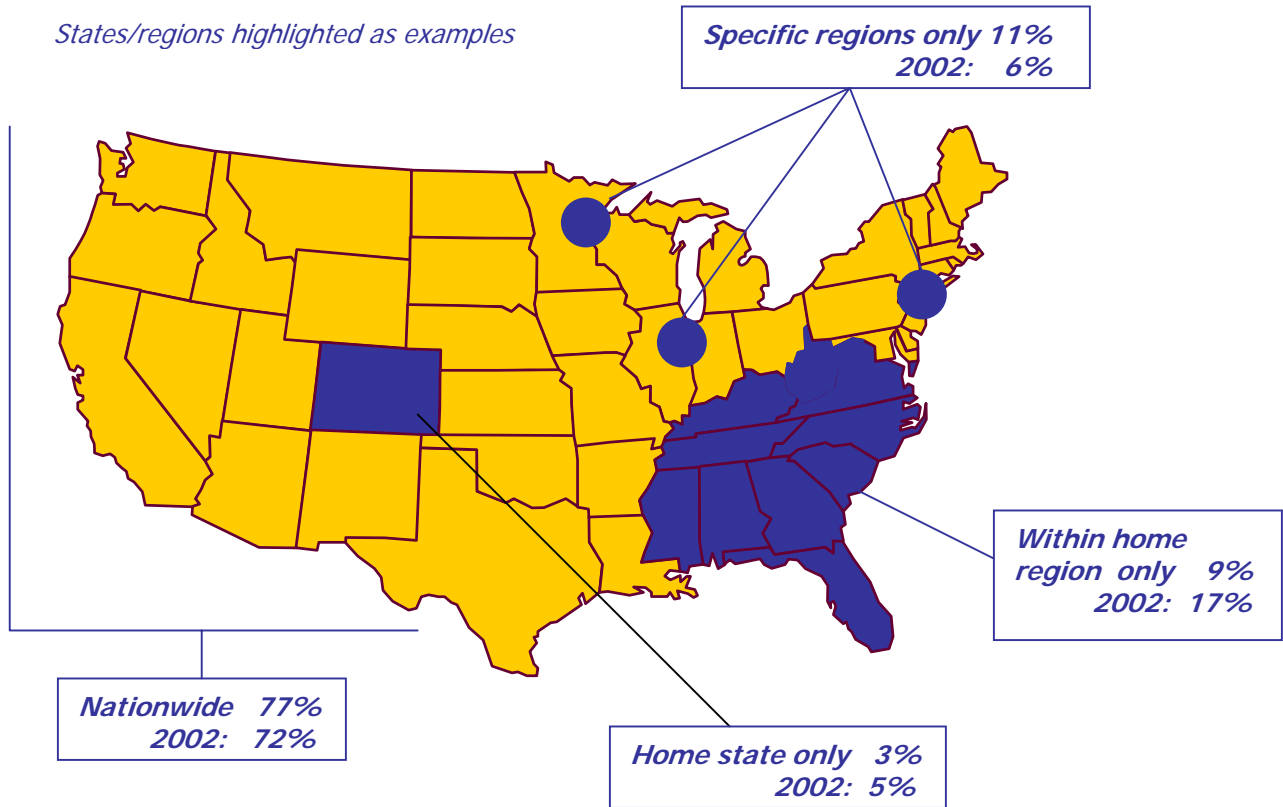 States/regions highlighted as examples
Specific regions only 11%
2002: 6%
Within home
region only 9%
2002: 17%
Nationwide 77%
2002: 72%
Home state only 3%
2002: 5%